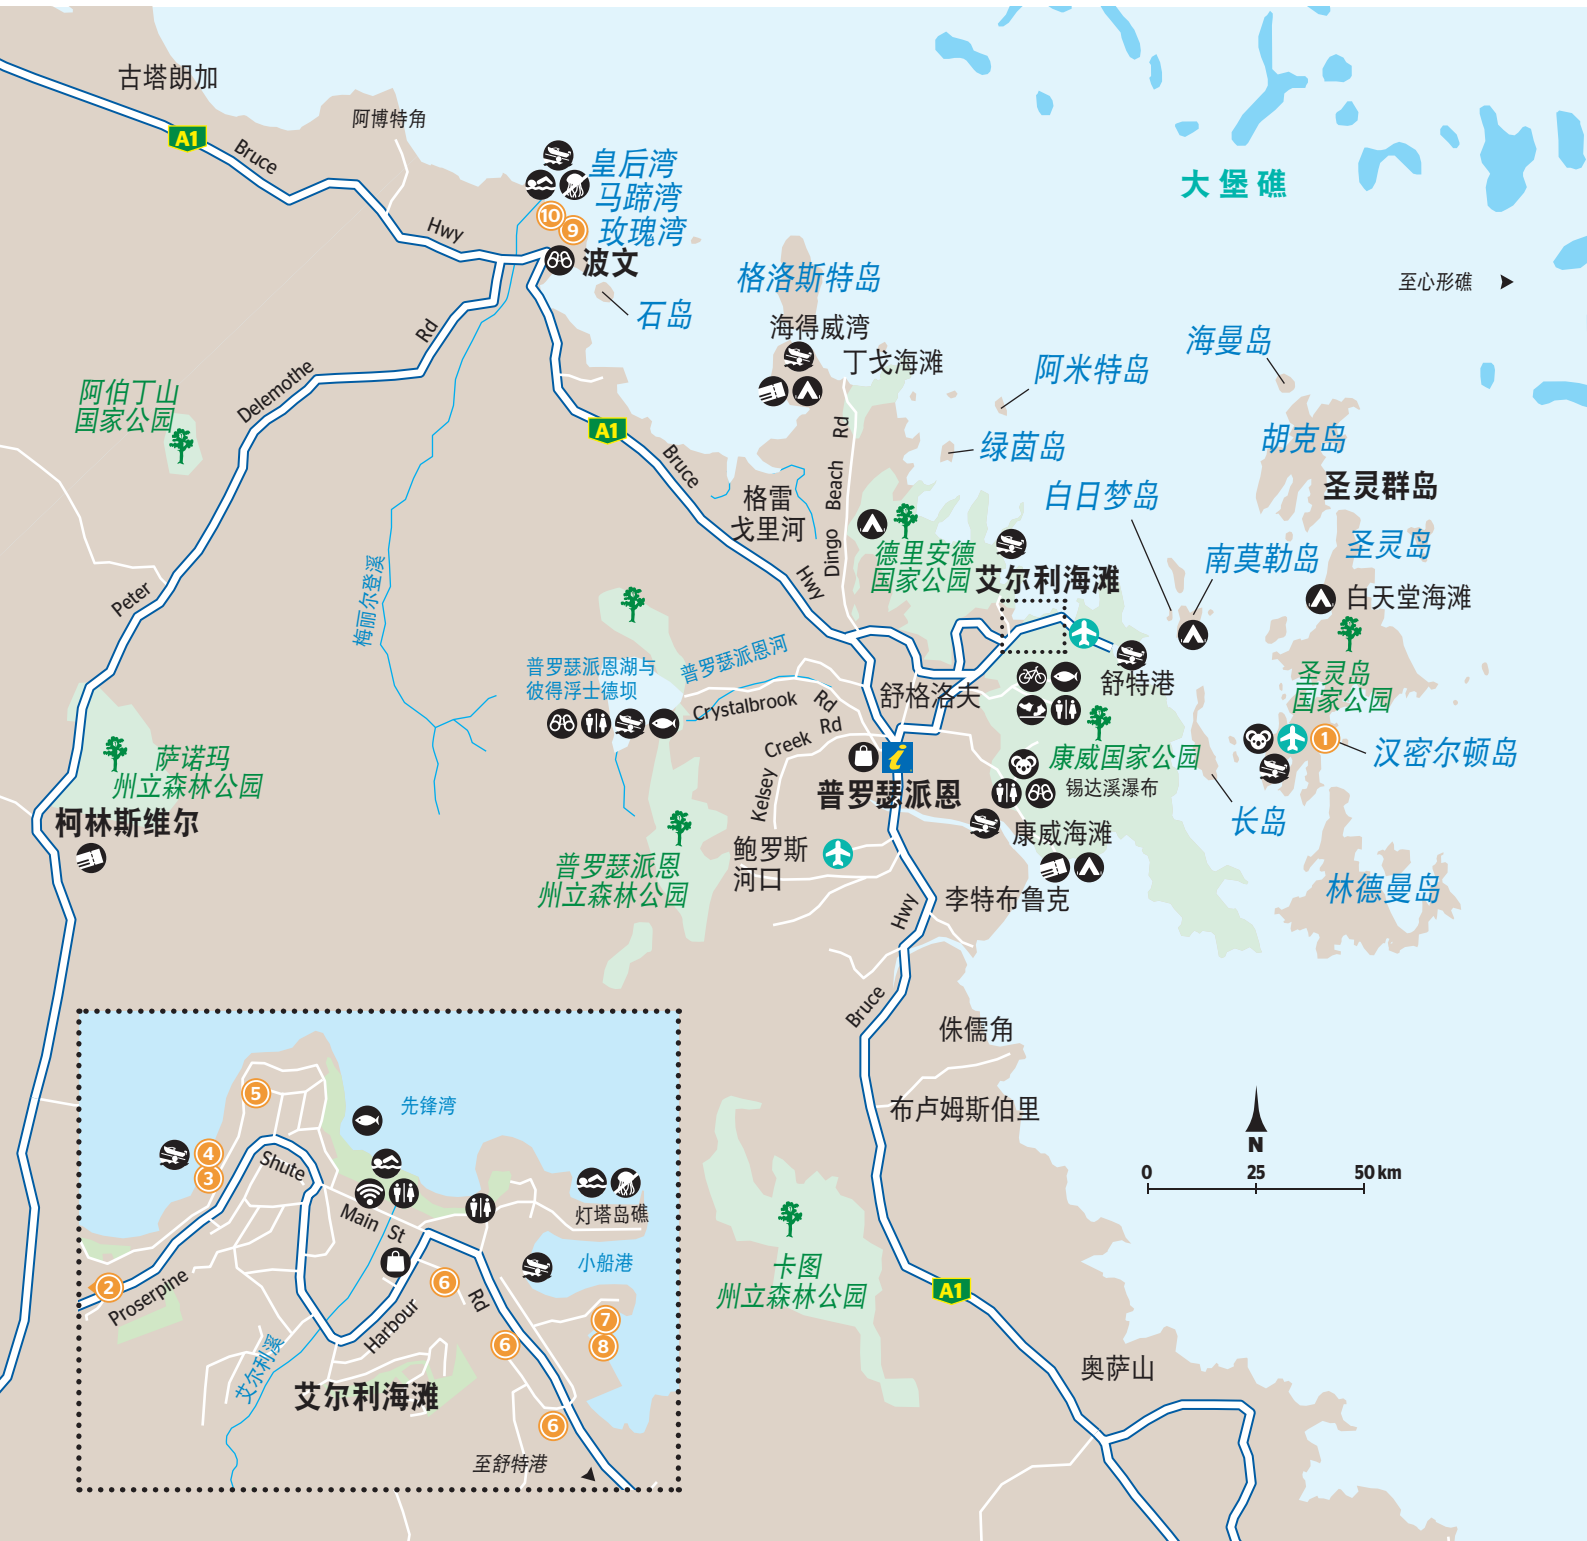 古塔朗加
阿博特角
A1
Bruce
皇后湾
马蹄湾
10
9
玫瑰湾
波文
Hwy
大堡礁
格洛斯特岛
至心形礁
石岛
海得威湾
丁戈海滩
海曼岛
阿米特岛
Rd
Delemothe
阿伯丁山
国家公园
A1
Bruce
Rd
Beach
Dingo
绿茵岛
胡克岛
圣灵群岛
格雷
戈里河
白日梦岛
德里安德
国家公园
艾尔利海滩
南莫勒岛
圣灵岛
白天堂海滩
Hwy
Peter
梅丽尔登溪
普罗瑟派恩湖与
彼得浮士德坝
普罗瑟派恩河
Crystalbrook
Rd
舒格洛夫
舒特港
圣灵岛
国家公园
Creek
Rd
Kelsey
i
普罗瑟派恩
康威国家公园
锡达溪瀑布
1
汉密尔顿岛
萨诺玛
州立森林公园
柯林斯维尔
长岛
康威海滩
鲍罗斯
河口
普罗瑟派恩
州立森林公园
李特布鲁克
林德曼岛
Hwy
Bruce
侏儒角
布卢姆斯伯里
N
0
25
50 km
5
先锋湾
4
3
Shute
Main
St
灯塔岛礁
小船港
2
Proserpine
6
Rd
Harbour
7
8
6
艾尔利溪
艾尔利海滩
6
至舒特港
卡图
州立森林公园
A1
奥萨山